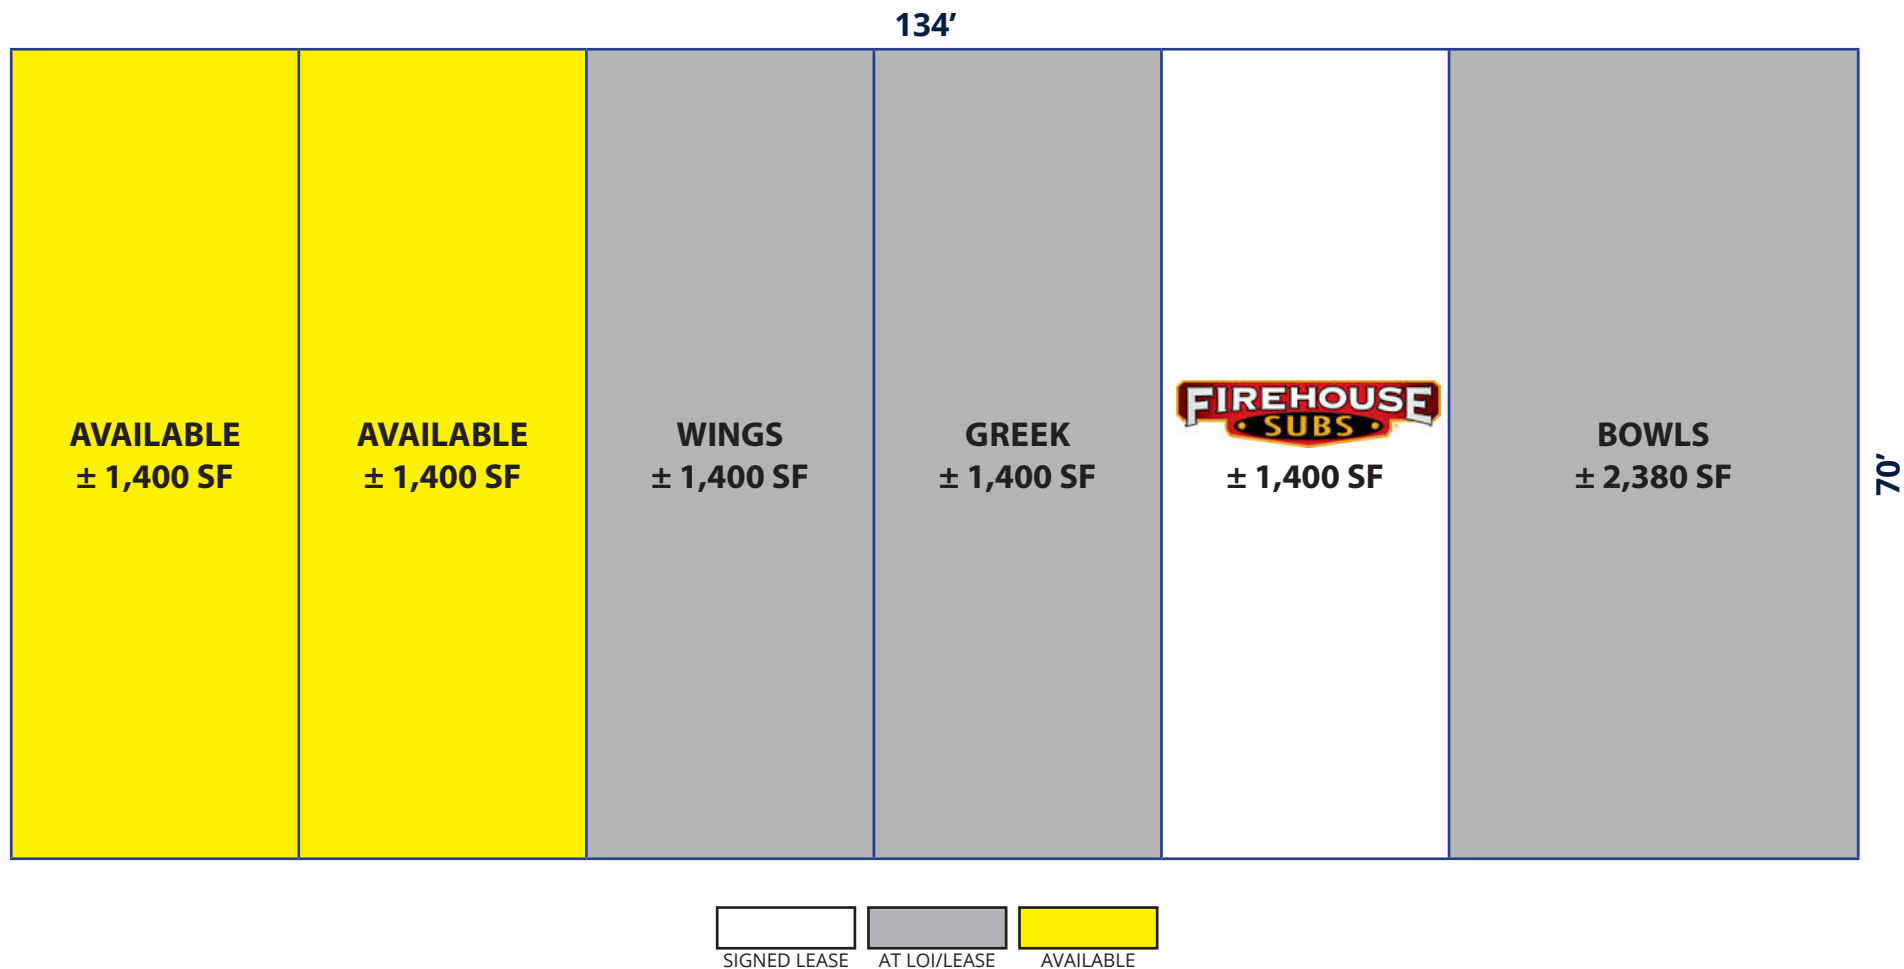 134’
AVAILABLE
± 1,400 SF
AVAILABLE
± 1,400 SF
WINGS
± 1,400 SF
GREEK
± 1,400 SF
FIREHOUSE
SUBS
± 1,400 SF
BOWLS
± 2,380 SF
70’
SIGNED LEASE
AT LOI/LEASE
AVAILABLE